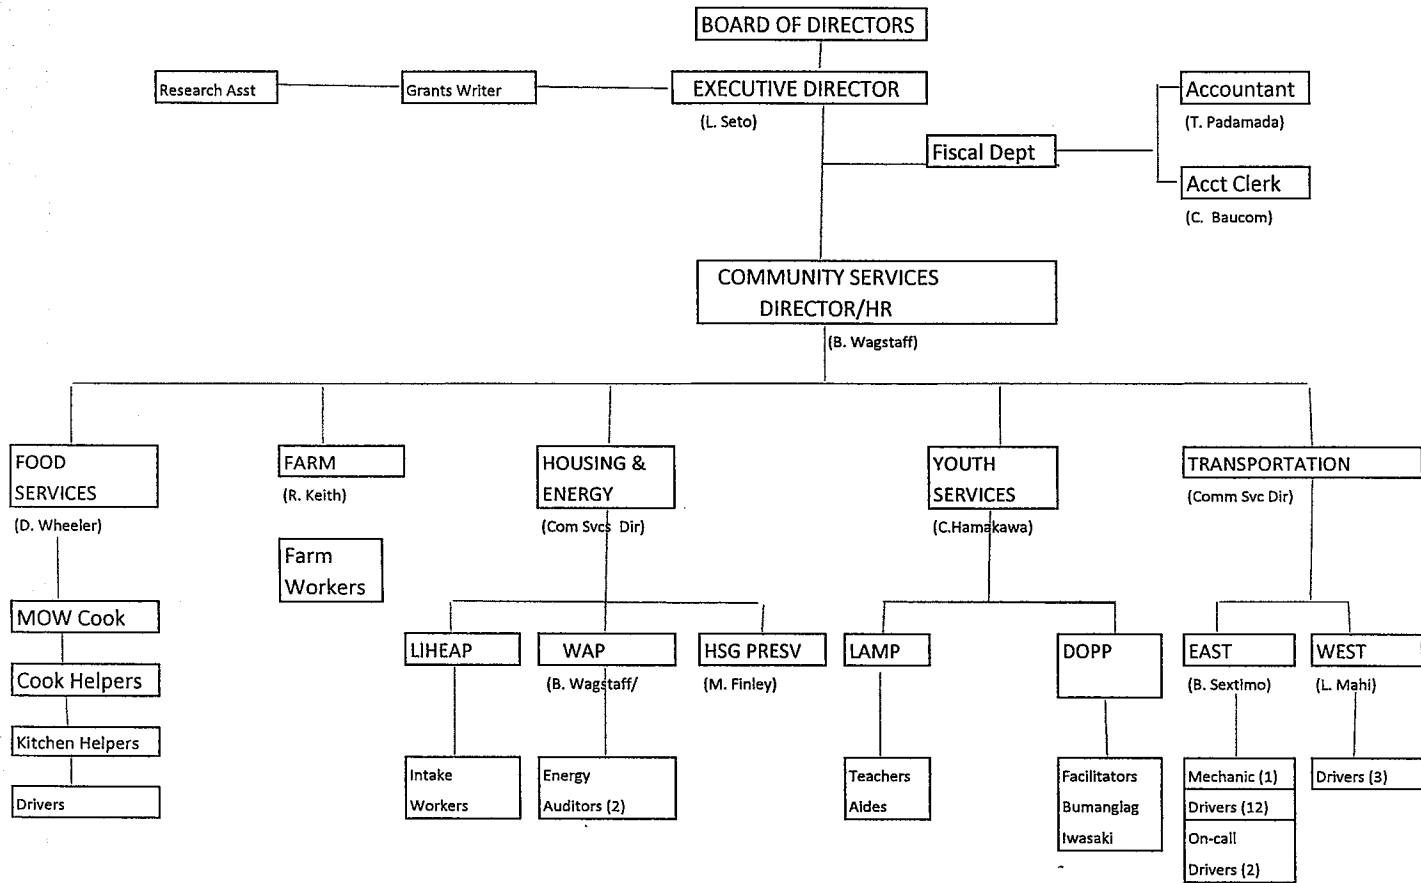 BOARD OF DIRECTORS
Research Asst
Grants Writer
EXECUTIVE DIRECTOR
(L. Seto)
Accountant
(T. Padamada)
Fiscal Dept
Acct Clerk
(C. Baucom)
COMMUNITY SERVICES
DIRECTOR/HR
(B. Wagstaff)
FOOD
SERVICES
(D. Wheeler)
FARM
(R. Keith)
HOUSING &
ENERGY
(Com Svcs Dir)
YOUTH
SERVICES
(C.Hamakawa)
TRANSPORTATION
(Comm Svc Dir)
Farm
Workers
MOW Cook
Cook Helpers
Kitchen Helpers
Drivers
LIHEAP
WAP
(B. Wagstaff/
HSG PRESV
(M. Finley)
LAMP
DOPP
EAST
(B. Sextimo)
WEST
(L. Mahi)
Intake
Workers
Energy
Auditors (2)
Teachers
Aides
Facilitators
Bumanglag
Iwasaki
Mechanic (1)
Drivers (12)
On-call
Drivers (2)
Drivers (3)